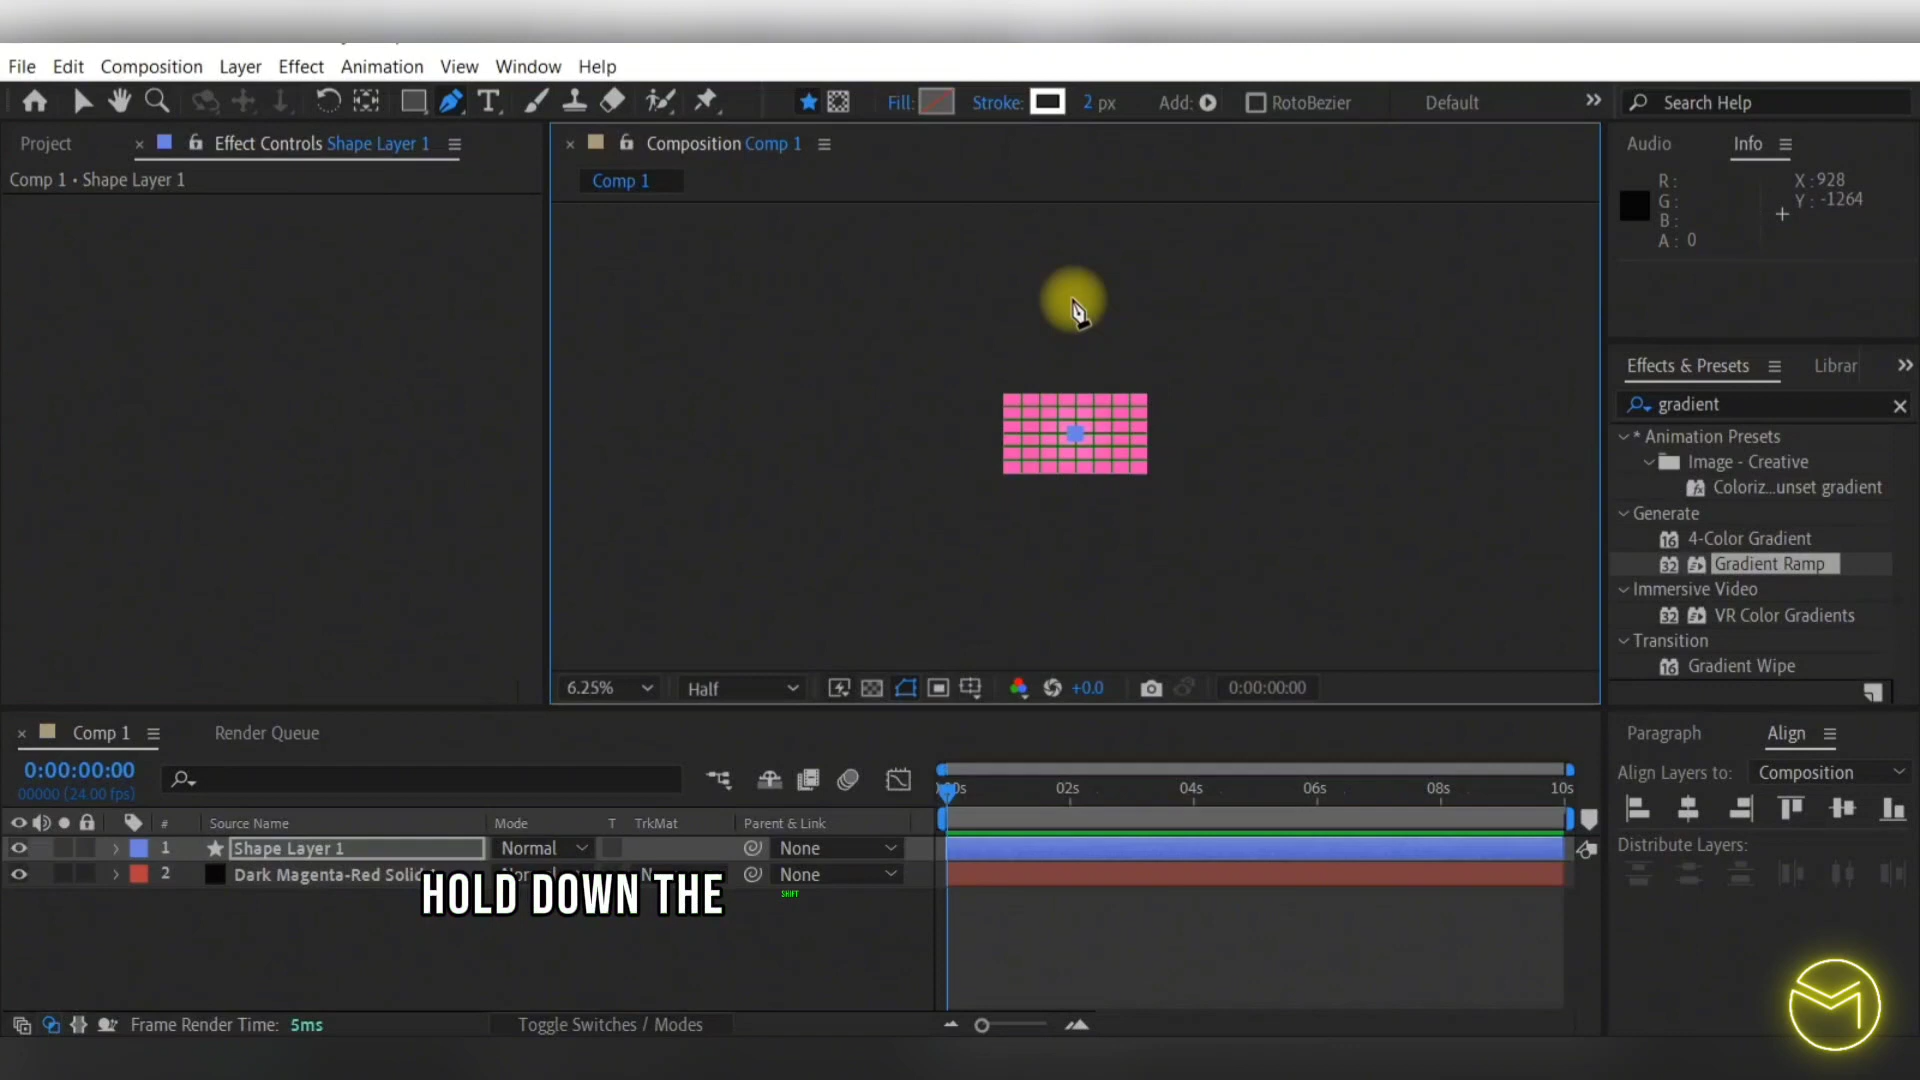 File Edit Composition Layer Effect Animation View Window Help
Fill: Stroke: 2 px Add: RotoBezier Default Search Help
Project × Effect Controls Shape Layer 1
Comp 1 • Shape Layer 1
× Composition Comp 1
Comp 1
Audio Info
R: X : 928
G: Y : -1264
B:
A: 0
Effects & Presets Librar
gradient
* Animation Presets
Image - Creative
Coloriz...unset gradient
Generate
4-Color Gradient
Gradient Ramp
Immersive Video
VR Color Gradients
Transition
Gradient Wipe
6.25% Half +0.0 0:00:00:00
× Comp 1 Render Queue
0:00:00:00
00000 (24.00 fps)
02s 04s 06s 08s 10s
# Source Name Mode T TrkMat Parent & Link
1 Shape Layer 1 Normal None
2 Dark Magenta-Red Solid None
HOLD DOWN THE SHIFT
Paragraph Align
Align Layers to: Composition
Distribute Layers:
Frame Render Time: 5ms Toggle Switches / Modes